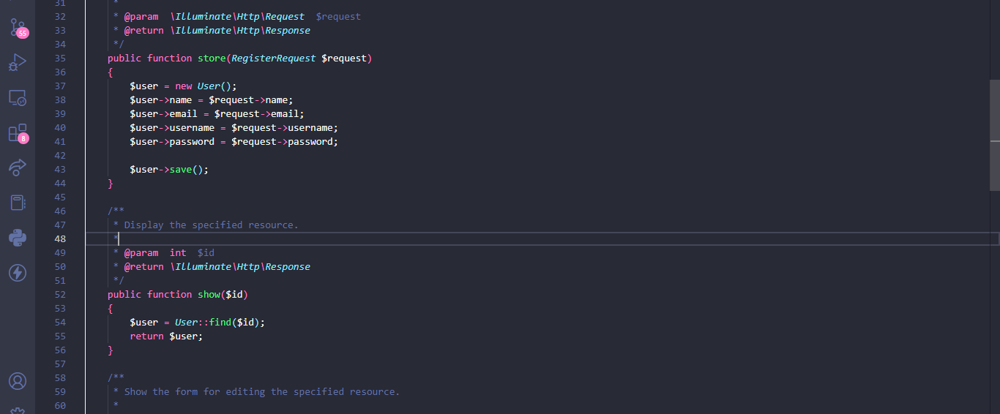 31 *
32 * @param  \Illuminate\Http\Request  $request
33 * @return \Illuminate\Http\Response
34 */
35 public function store(RegisterRequest $request)
36 {
37 $user = new User();
38 $user->name = $request->name;
39 $user->email = $request->email;
40 $user->username = $request->username;
41 $user->password = $request->password;
42
43 $user->save();
44 }
45
46 /**
47 * Display the specified resource.
48 *
49 * @param  int  $id
50 * @return \Illuminate\Http\Response
51 */
52 public function show($id)
53 {
54 $user = User::find($id);
55 return $user;
56 }
57
58 /**
59 * Show the form for editing the specified resource.
60 *
55
8